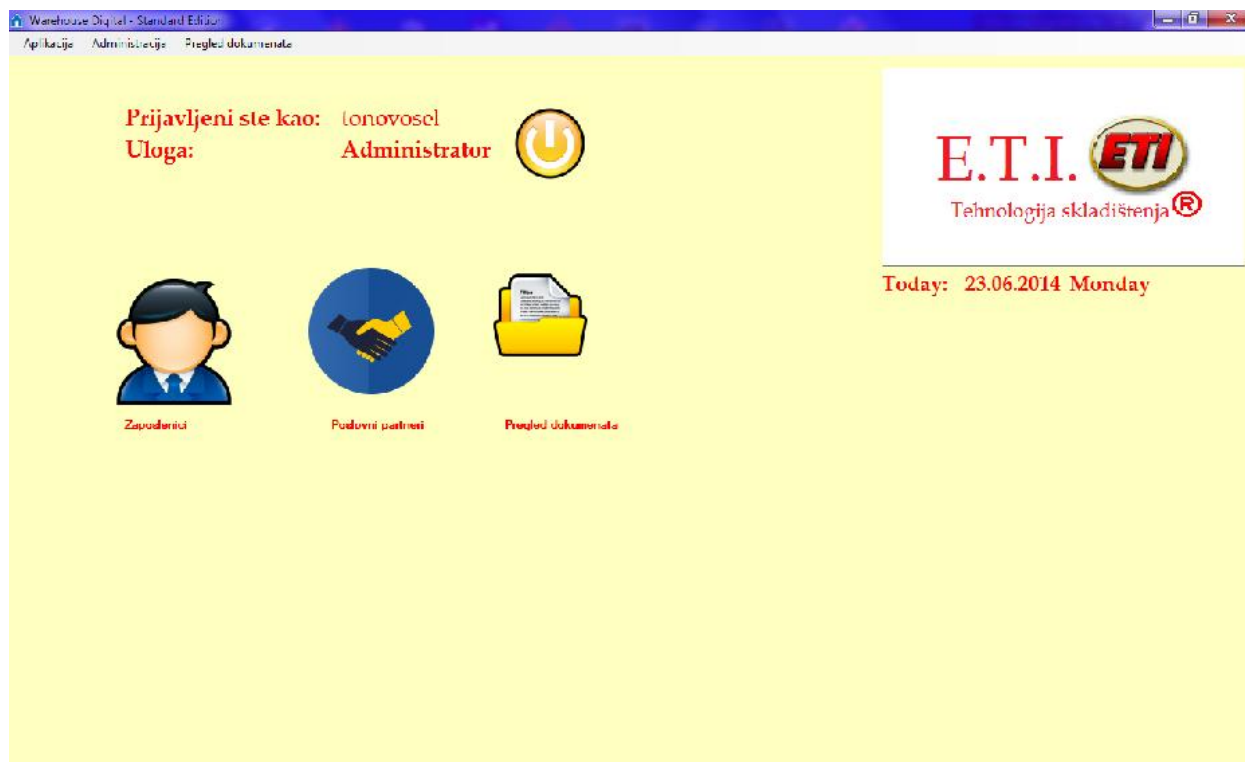 Warehouse Digital - Standard Edition
Aplikacija Administracija Pregled dokumenata
Prijavljeni ste kao: tonovosel
Uloga: Administrator
E.T.I. ETI
Tehnologija skladištenja®
Today: 23.06.2014 Monday
Zaposlenici Poslovni partneri Pregled dokumenata